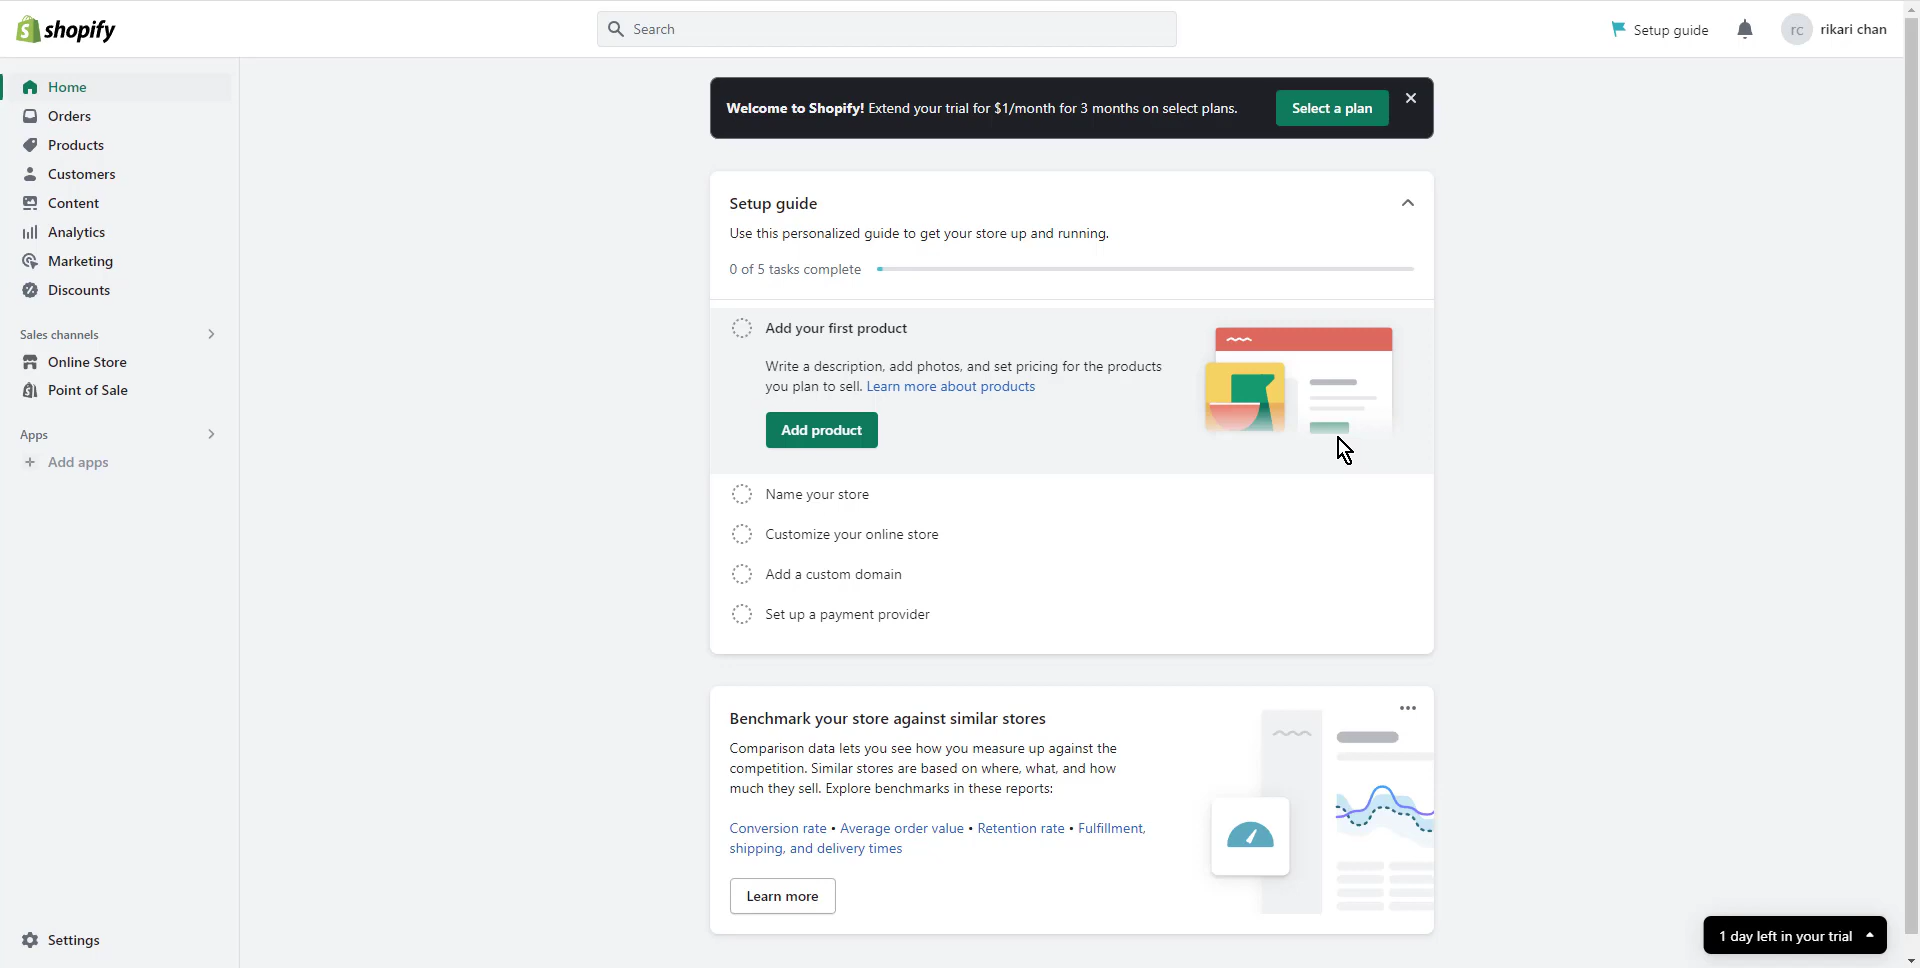 shopify
Search
Setup guide
rc
rikari chan
Home
Orders
Products
Customers
Content
Analytics
Marketing
Discounts
Sales channels
Online Store
Point of Sale
Apps
Add apps
Settings
Welcome to Shopify! Extend your trial for $1/month for 3 months on select plans.
Select a plan
Setup guide
Use this personalized guide to get your store up and running.
0 of 5 tasks complete
Add your first product
Write a description, add photos, and set pricing for the products
you plan to sell. Learn more about products
Add product
Name your store
Customize your online store
Add a custom domain
Set up a payment provider
Benchmark your store against similar stores
Comparison data lets you see how you measure up against the
competition. Similar stores are based on where, what, and how
much they sell. Explore benchmarks in these reports:
Conversion rate • Average order value • Retention rate • Fulfillment,
shipping, and delivery times
Learn more
1 day left in your trial